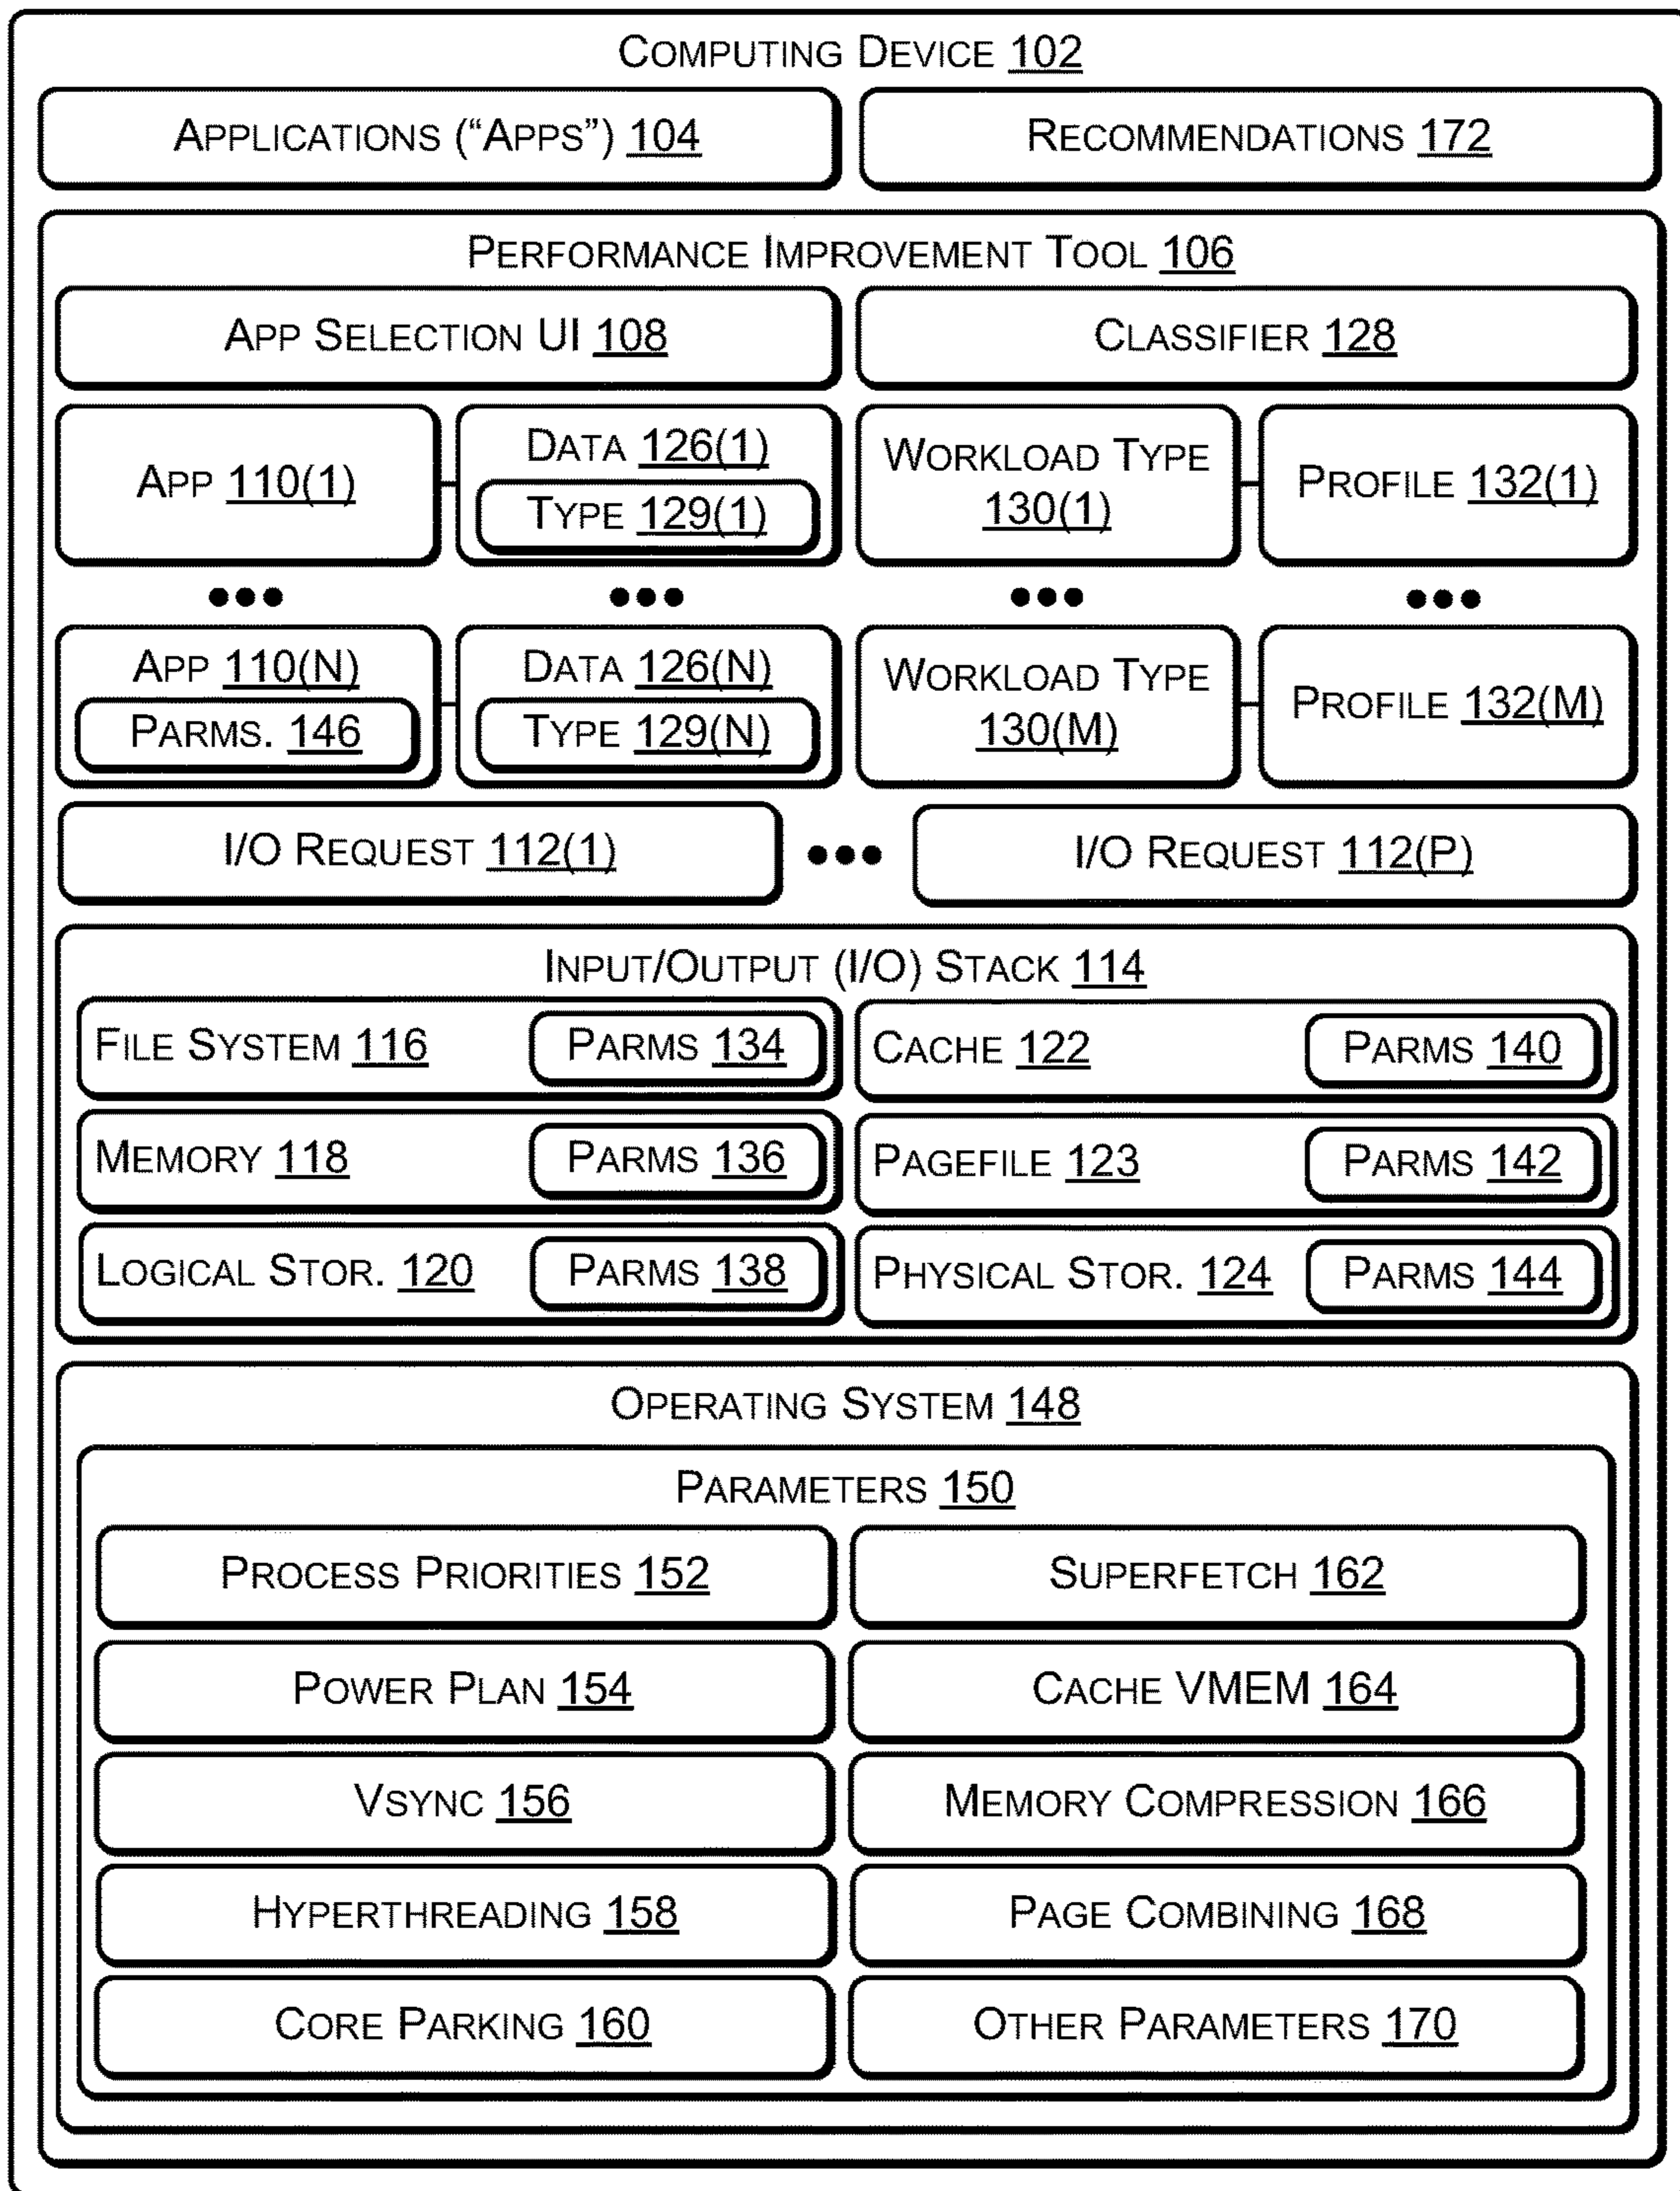 COMPUTING DEVICE 102
APPLICATIONS ("APPS") 104
RECOMMENDATIONS 172
PERFORMANCE IMPROVEMENT TOOL 106
APP SELECTION UI 108
CLASSIFIER 128
APP 110(1)
DATA 126(1)
TYPE 129(1)
WORKLOAD TYPE
130(1)
PROFILE 132(1)
APP 110(N)
PARMS. 146
DATA 126(N)
TYPE 129(N)
WORKLOAD TYPE
130(M)
PROFILE 132(M)
I/O REQUEST 112(1)
I/O REQUEST 112(P)
INPUT/OUTPUT (I/O) STACK 114
FILE SYSTEM 116
PARMS 134
CACHE 122
PARMS 140
MEMORY 118
PARMS 136
PAGEFILE 123
PARMS 142
LOGICAL STOR. 120
PARMS 138
PHYSICAL STOR. 124
PARMS 144
OPERATING SYSTEM 148
PARAMETERS 150
PROCESS PRIORITIES 152
SUPERFETCH 162
POWER PLAN 154
CACHE VMEM 164
VSYNC 156
MEMORY COMPRESSION 166
HYPERTHREADING 158
PAGE COMBINING 168
CORE PARKING 160
OTHER PARAMETERS 170